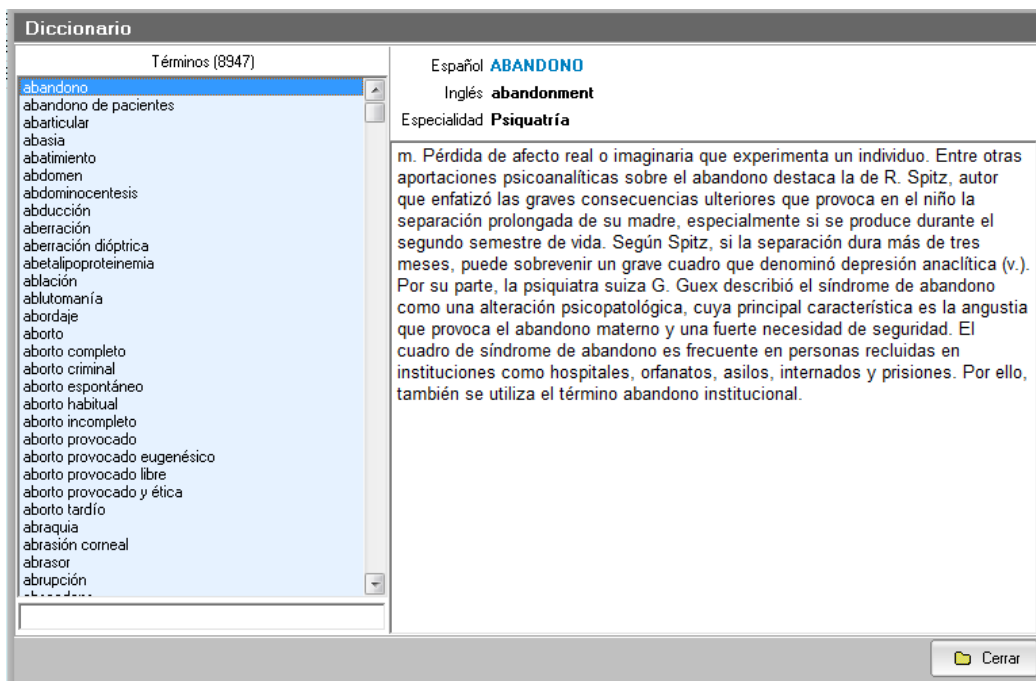 Diccionario
Términos (8947)
abandono
abandono de pacientes
abarticular
abasia
abatimiento
abdomen
abdominocentesis
abducción
aberración
aberración dióptrica
abetalipoproteinemia
ablación
ablutomanía
abordaje
aborto
aborto completo
aborto criminal
aborto espontáneo
aborto habitual
aborto incompleto
aborto provocado
aborto provocado eugenésico
aborto provocado libre
aborto provocado y ética
aborto tardío
abraquia
abrasión corneal
abrasor
abrupción
Español ABANDONO
Inglés abandonment
Especialidad Psiquatría
m. Pérdida de afecto real o imaginaria que experimenta un individuo. Entre otras
aportaciones psicoanalíticas sobre el abandono destaca la de R. Spitz, autor
que enfatizó las graves consecuencias ulteriores que provoca en el niño la
separación prolongada de su madre, especialmente si se produce durante el
segundo semestre de vida. Según Spitz, si la separación dura más de tres
meses, puede sobrevenir un grave cuadro que denominó depresión anaclítica (v.).
Por su parte, la psiquiatra suiza G. Guex describió el síndrome de abandono
como una alteración psicopatológica, cuya principal característica es la angustia
que provoca el abandono materno y una fuerte necesidad de seguridad. El
cuadro de síndrome de abandono es frecuente en personas recluidas en
instituciones como hospitales, orfanatos, asilos, internados y prisiones. Por ello,
también se utiliza el término abandono institucional.
Cerrar